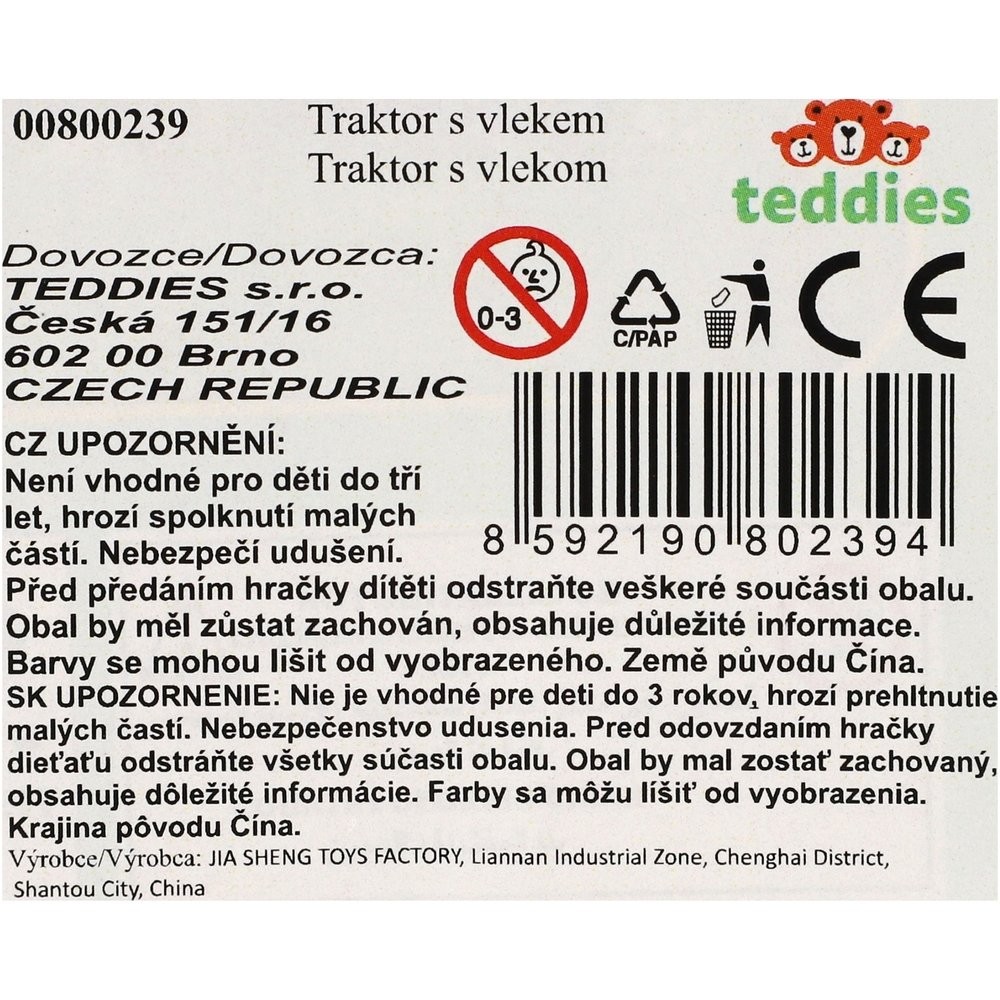 00800239
Traktor s vlekem
Traktor s vlekom
teddies
Dovozce/Dovozca:
TEDDIES s.r.o.
Česká 151/16
602 00 Brno
CZECH REPUBLIC
0-3
C/PAP
CE
8 592190 802394
CZ UPOZORNĚNÍ:
Není vhodné pro děti do tří
let, hrozí spolknutí malých
částí. Nebezpečí udušení.
Před předáním hračky dítěti odstraňte veškeré součásti obalu.
Obal by měl zůstat zachován, obsahuje důležité informace.
Barvy se mohou lišit od vyobrazeného. Země původu Čína.
SK UPOZORNENIE: Nie je vhodné pre deti do 3 rokov, hrozí prehltnutie
malých častí. Nebezpečenstvo udusenia. Pred odovzdaním hračky
dieťaťu odstráňte všetky súčasti obalu. Obal by mal zostať zachovaný,
obsahuje dôležité informácie. Farby sa môžu líšiť od vyobrazenia.
Krajina pôvodu Čína.
Výrobce/Výrobca: JIA SHENG TOYS FACTORY, Liannan Industrial Zone, Chenghai District,
Shantou City, China